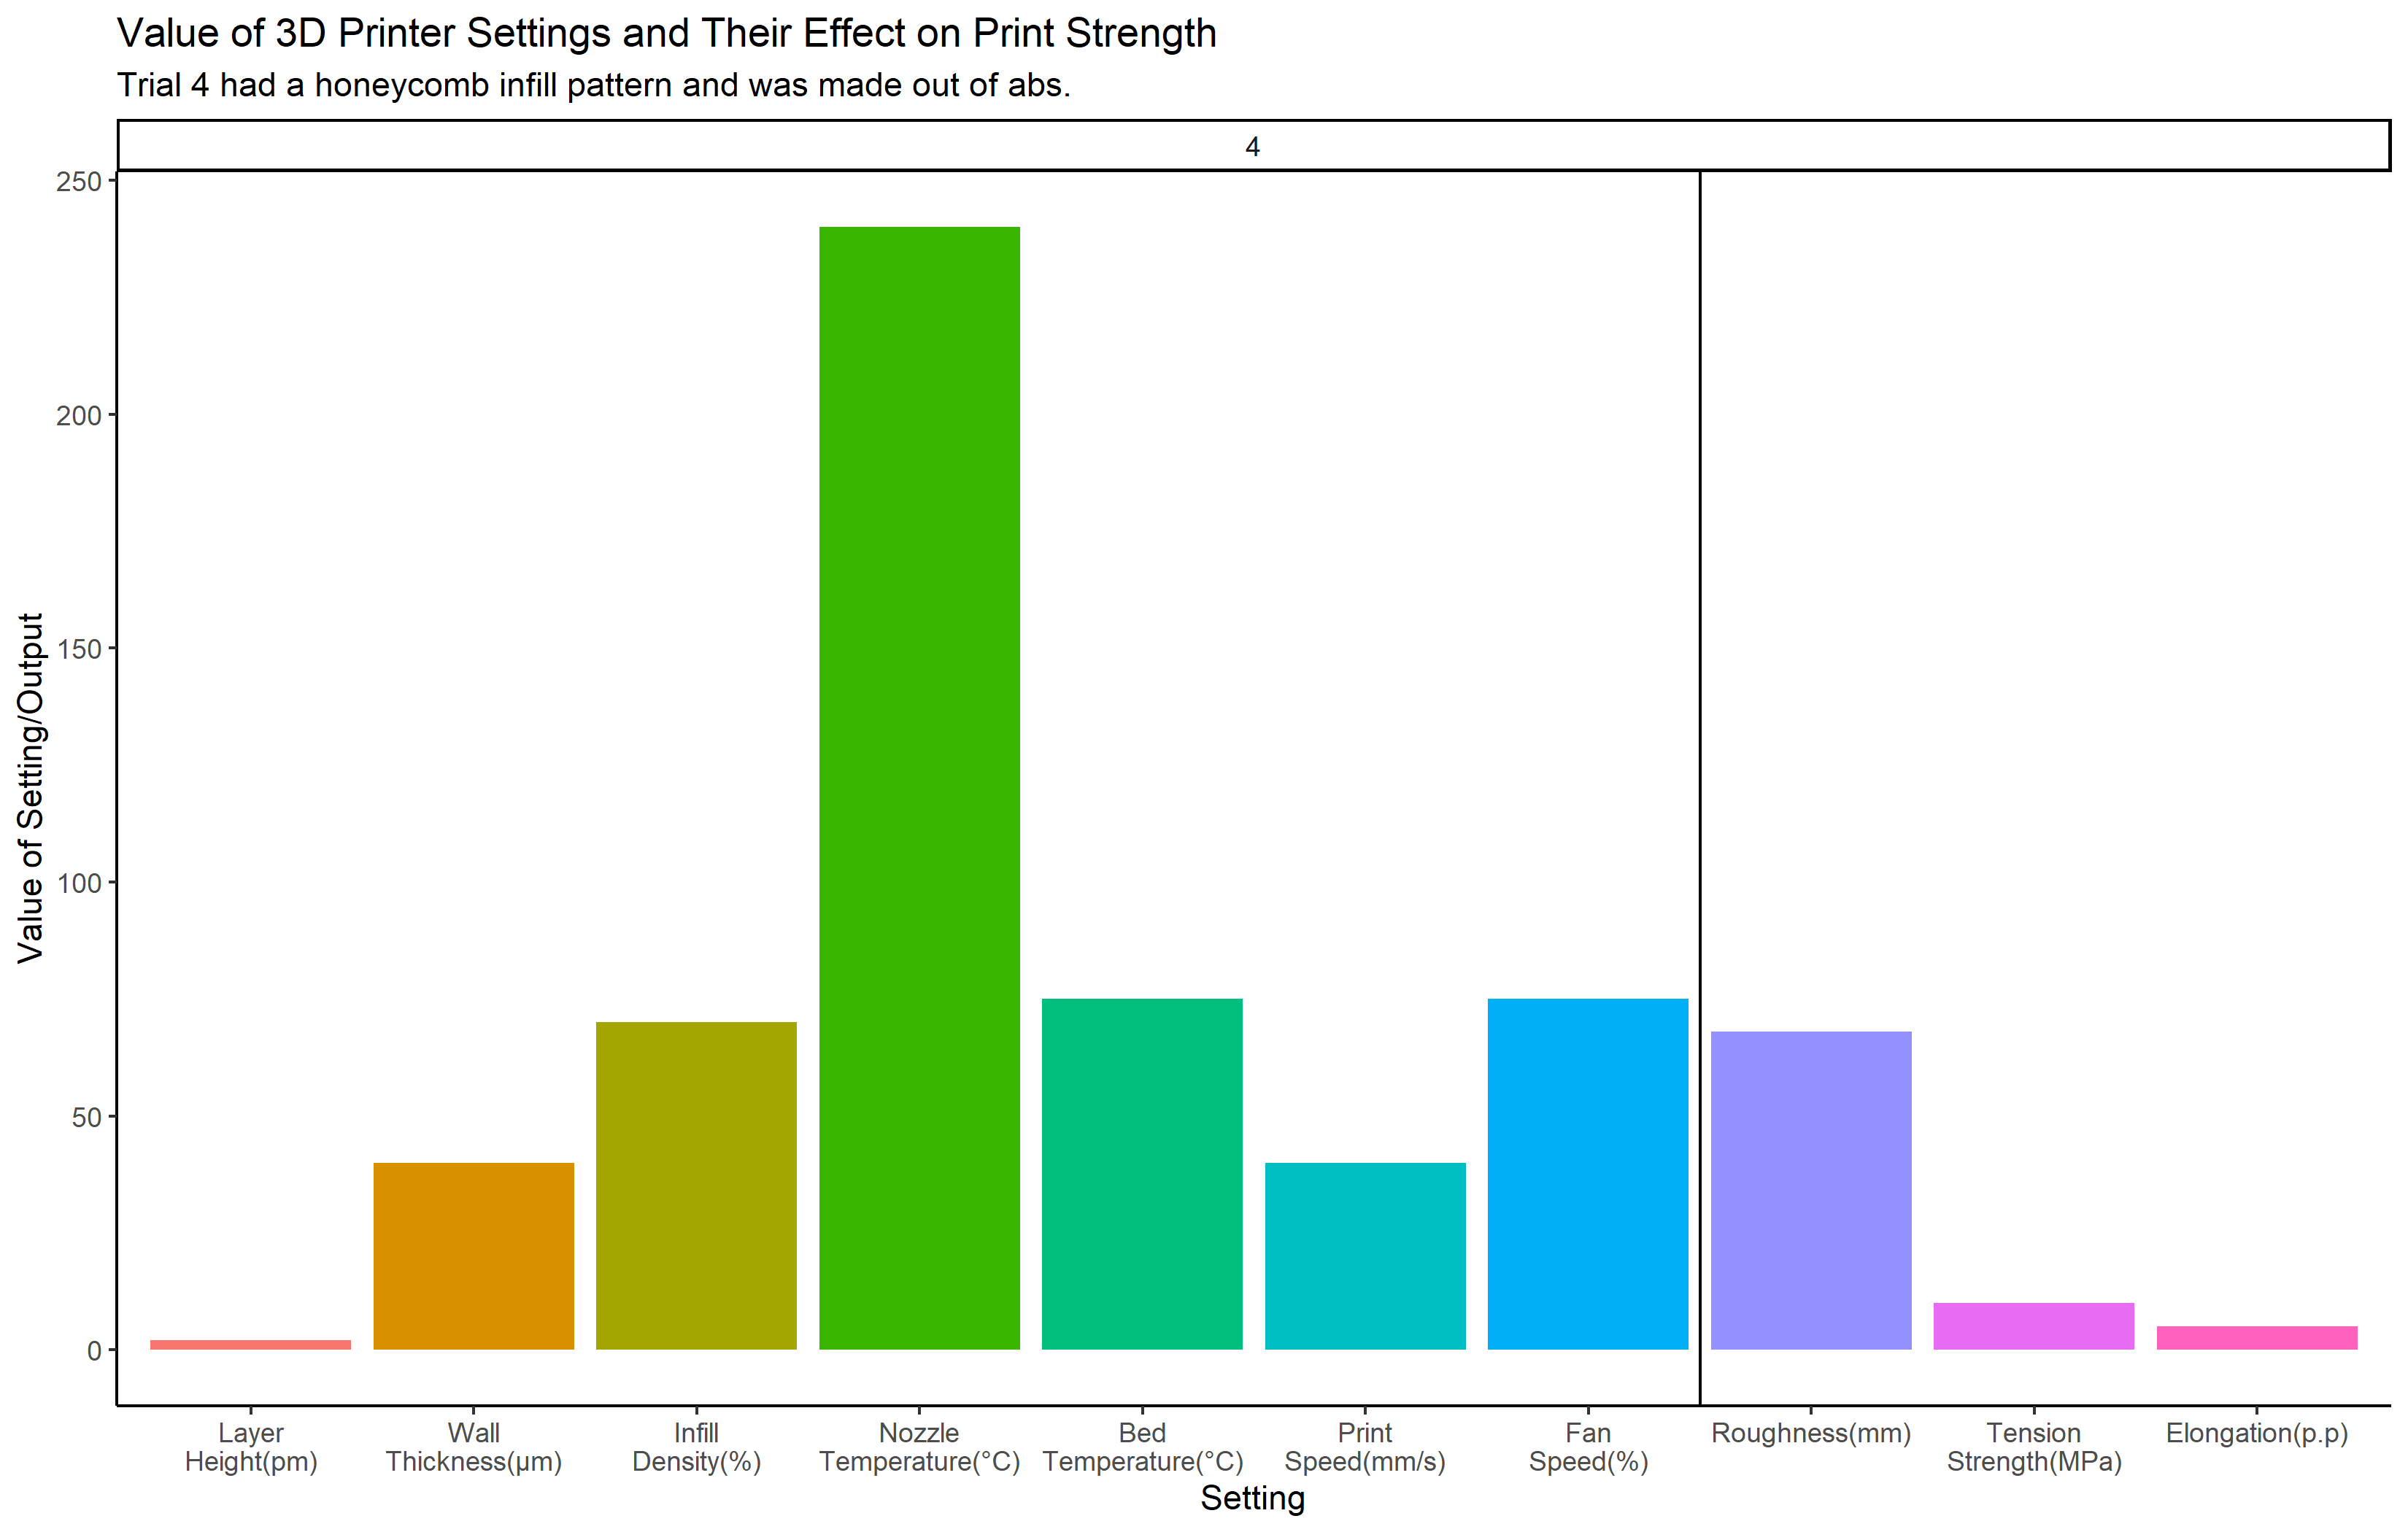 Value of 3D Printer Settings and Their Effect on Print Strength
Trial 4 had a honeycomb infill pattern and was made out of abs.
4
250
200
150
100
50
0
Value of Setting/Output
Layer
Height(pm)
Wall
Thickness(µm)
Infill
Density(%)
Nozzle
Temperature(°C)
Bed
Temperature(°C)
Print
Speed(mm/s)
Fan
Speed(%)
Roughness(mm)
Tension
Strength(MPa)
Elongation(p.p)
Setting